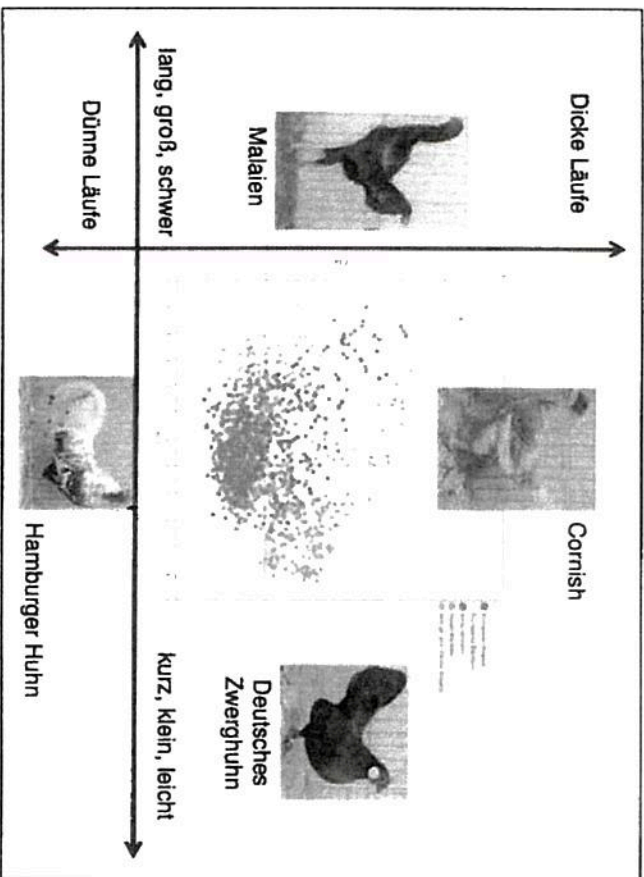 Dicke Läufe
Cornish
Malaien
Deutsches
Zwerghuhn
lang, groß, schwer
kurz, klein, leicht
Dünne Läufe
Hamburger Huhn